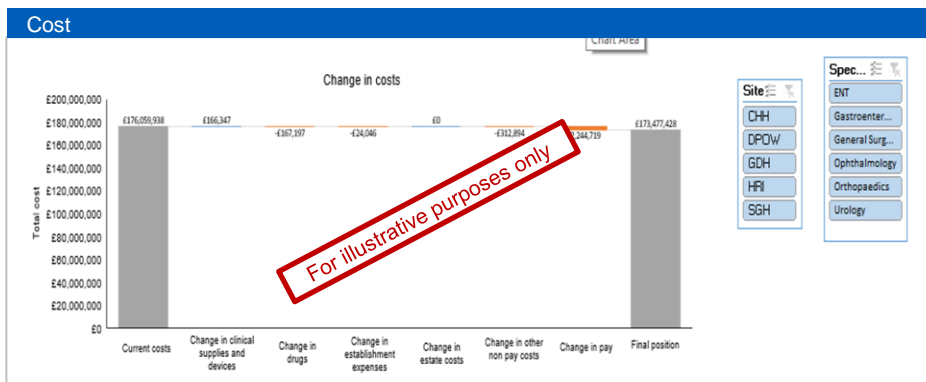 Cost
Chart Area
Change in costs
Total cost
£200,000,000
£180,000,000
£160,000,000
£140,000,000
£120,000,000
£100,000,000
£80,000,000
£60,000,000
£40,000,000
£20,000,000
£0
£176,059,938
£166,347
-£167,197
-£24,046
£0
-£312,894
,244,719
£173,477,428
For illustrative purposes only
Current costs
Change in clinical
supplies and
devices
Change in
drugs
Change in
establishment
expenses
Change in
estate costs
Change in other
non pay costs
Change in pay
Final position
Site
CHH
DPOW
GDH
HRI
SGH
Spec...
ENT
Gastroenter...
General Surg...
Ophthalmology
Orthopaedics
Urology